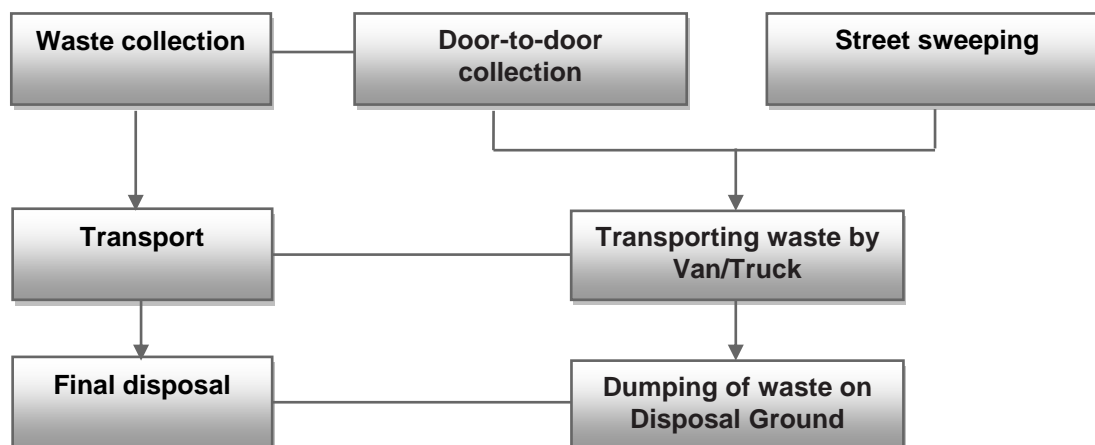 Waste collection
Door-to-door
collection
Street sweeping
Transport
Transporting waste by
Van/Truck
Final disposal
Dumping of waste on
Disposal Ground